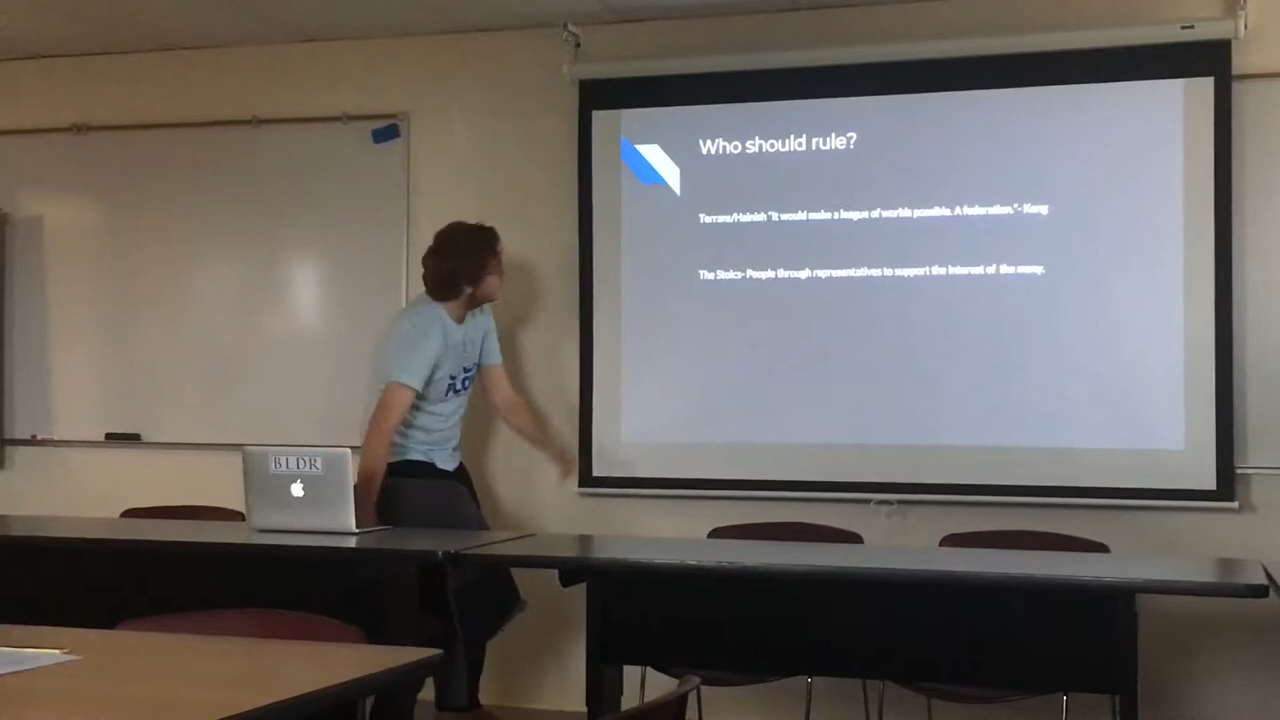 Who should rule?
Terrans/Hainish "It would make a league of worlds possible. A federation."- Keng
The Stoics- People through representatives to support the interest of the many.
BLDR